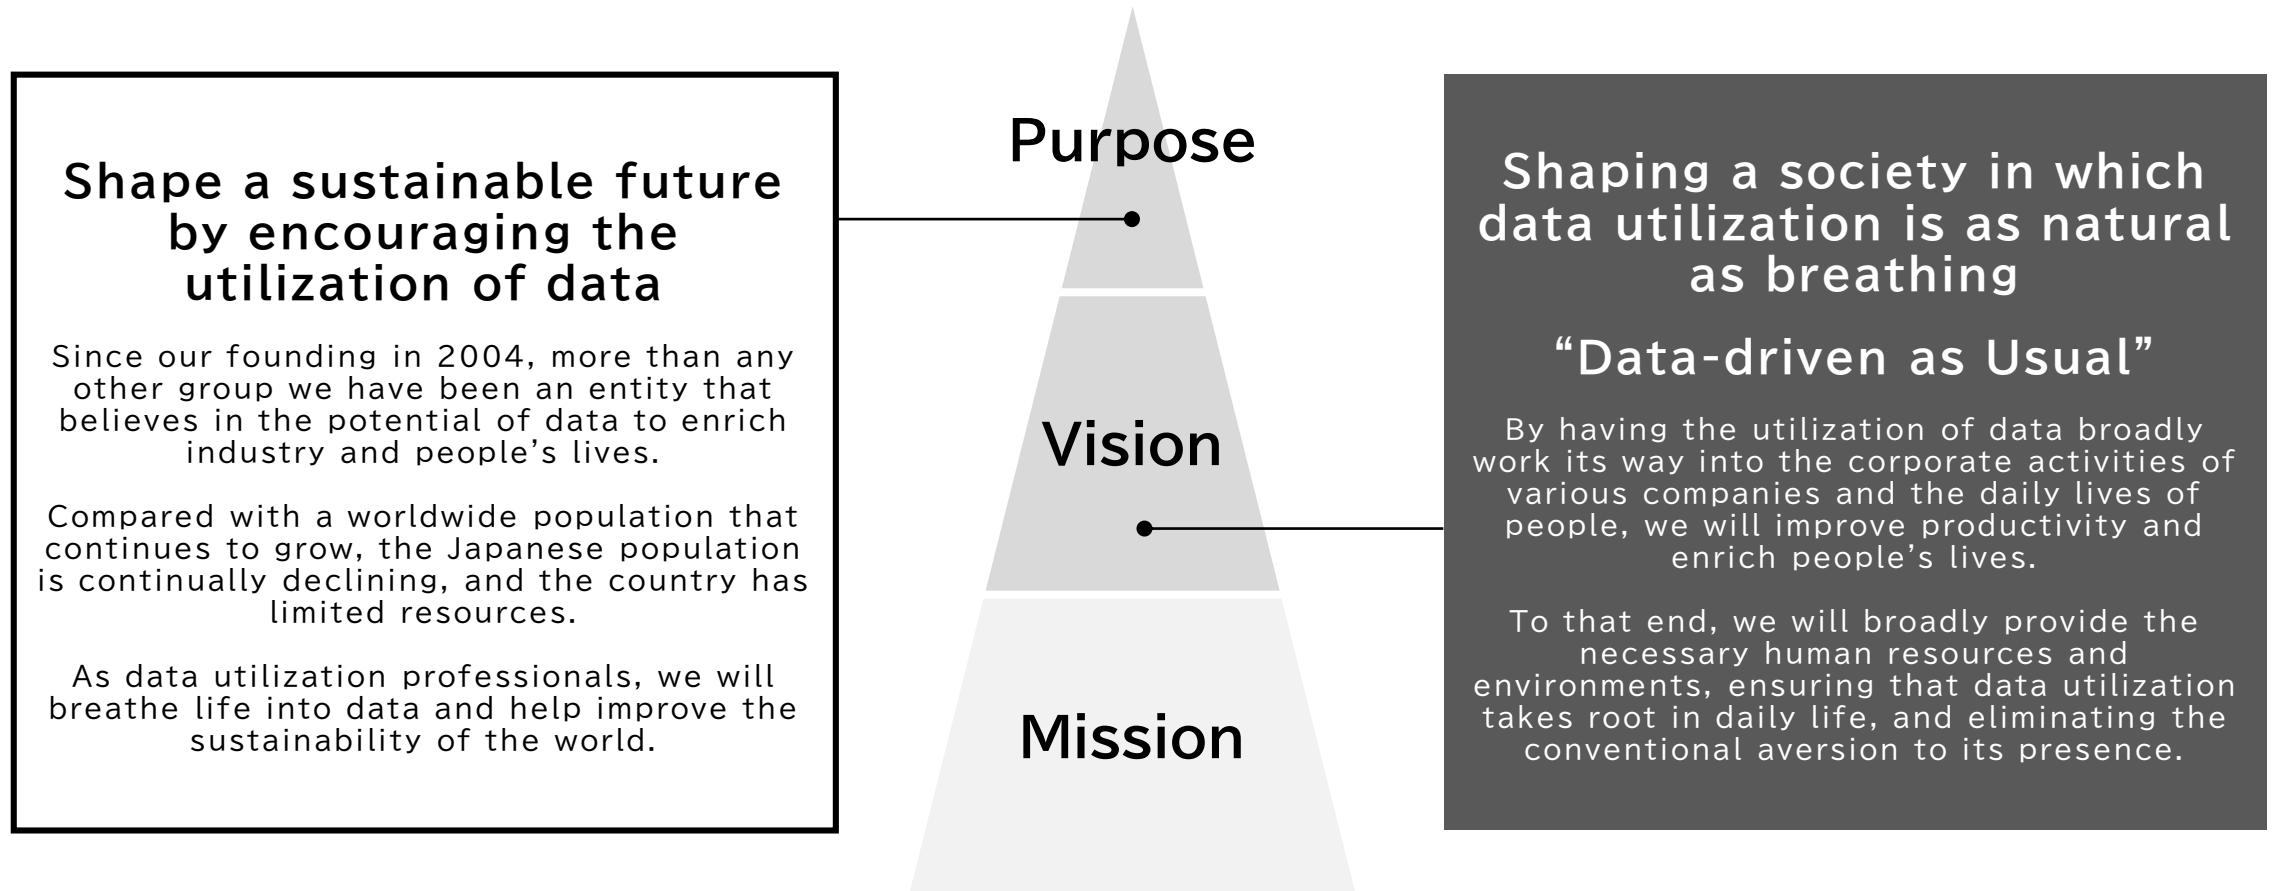 Shape a sustainable future
by encouraging the
utilization of data
Since our founding in 2004, more than any
other group we have been an entity that
believes in the potential of data to enrich
industry and people’s lives.
Compared with a worldwide population that
continues to grow, the Japanese population
is continually declining, and the country has
limited resources.
As data utilization professionals, we will
breathe life into data and help improve the
sustainability of the world.
Purpose
Vision
Mission
Shaping a society in which
data utilization is as natural
as breathing
“Data-driven as Usual”
By having the utilization of data broadly
work its way into the corporate activities of
various companies and the daily lives of
people, we will improve productivity and
enrich people’s lives.
To that end, we will broadly provide the
necessary human resources and
environments, ensuring that data utilization
takes root in daily life, and eliminating the
conventional aversion to its presence.